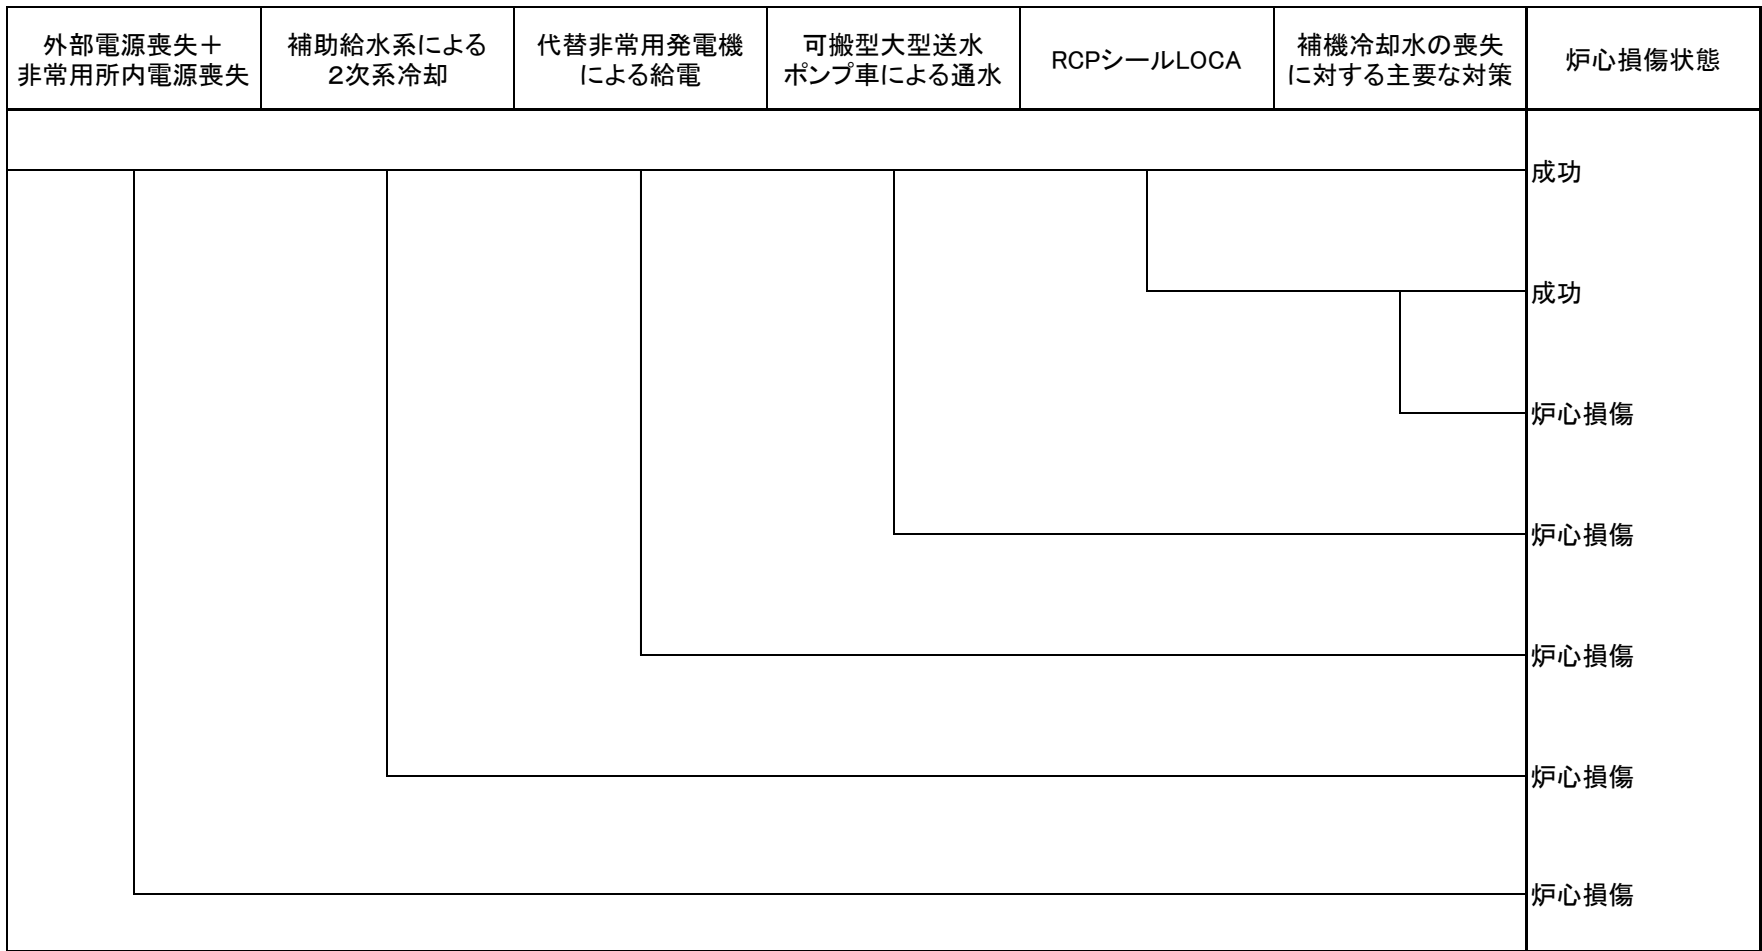 外部電源喪失+
非常用所内電源喪失
補助給水系による
2次系冷却
代替非常用発電機
による給電
可搬型大型送水
ポンプ車による通水
RCPシールLOCA
補機冷却水の喪失
に対する主要な対策
炉心損傷状態
成功
成功
炉心損傷
炉心損傷
炉心損傷
炉心損傷
炉心損傷